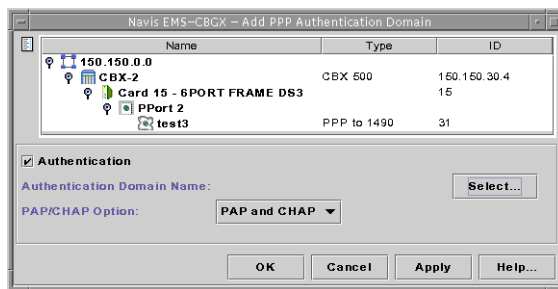 Navis EMS-CBGX - Add PPP Authentication Domain
Name Type ID
150.150.0.0
CBX-2 CBX 500 150.150.30.4
Card 15 - 6PORT FRAME DS3 15
PPort 2
test3 PPP to 1490 31
Authentication
Authentication Domain Name: Select...
PAP/CHAP Option: PAP and CHAP
OK Cancel Apply Help...